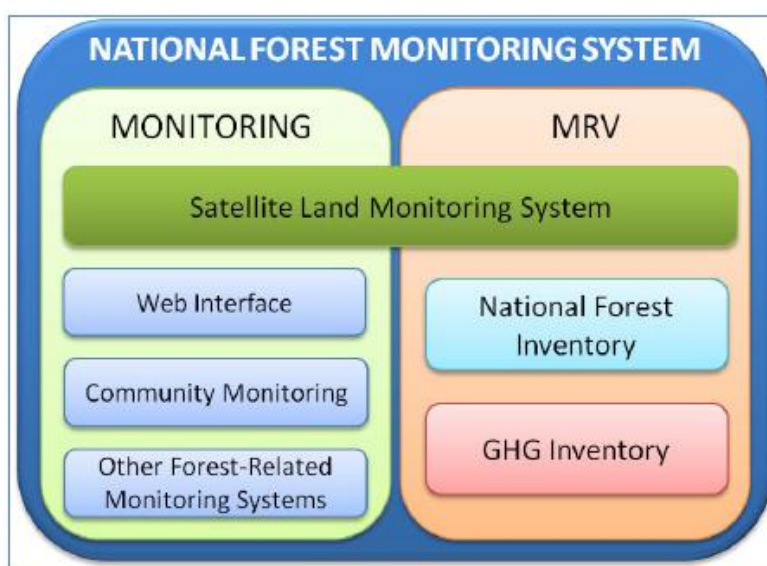 NATIONAL FOREST MONITORING SYSTEM
MONITORING
MRV
Satellite Land Monitoring System
Web Interface
Community Monitoring
Other Forest-Related
Monitoring Systems
National Forest
Inventory
GHG Inventory